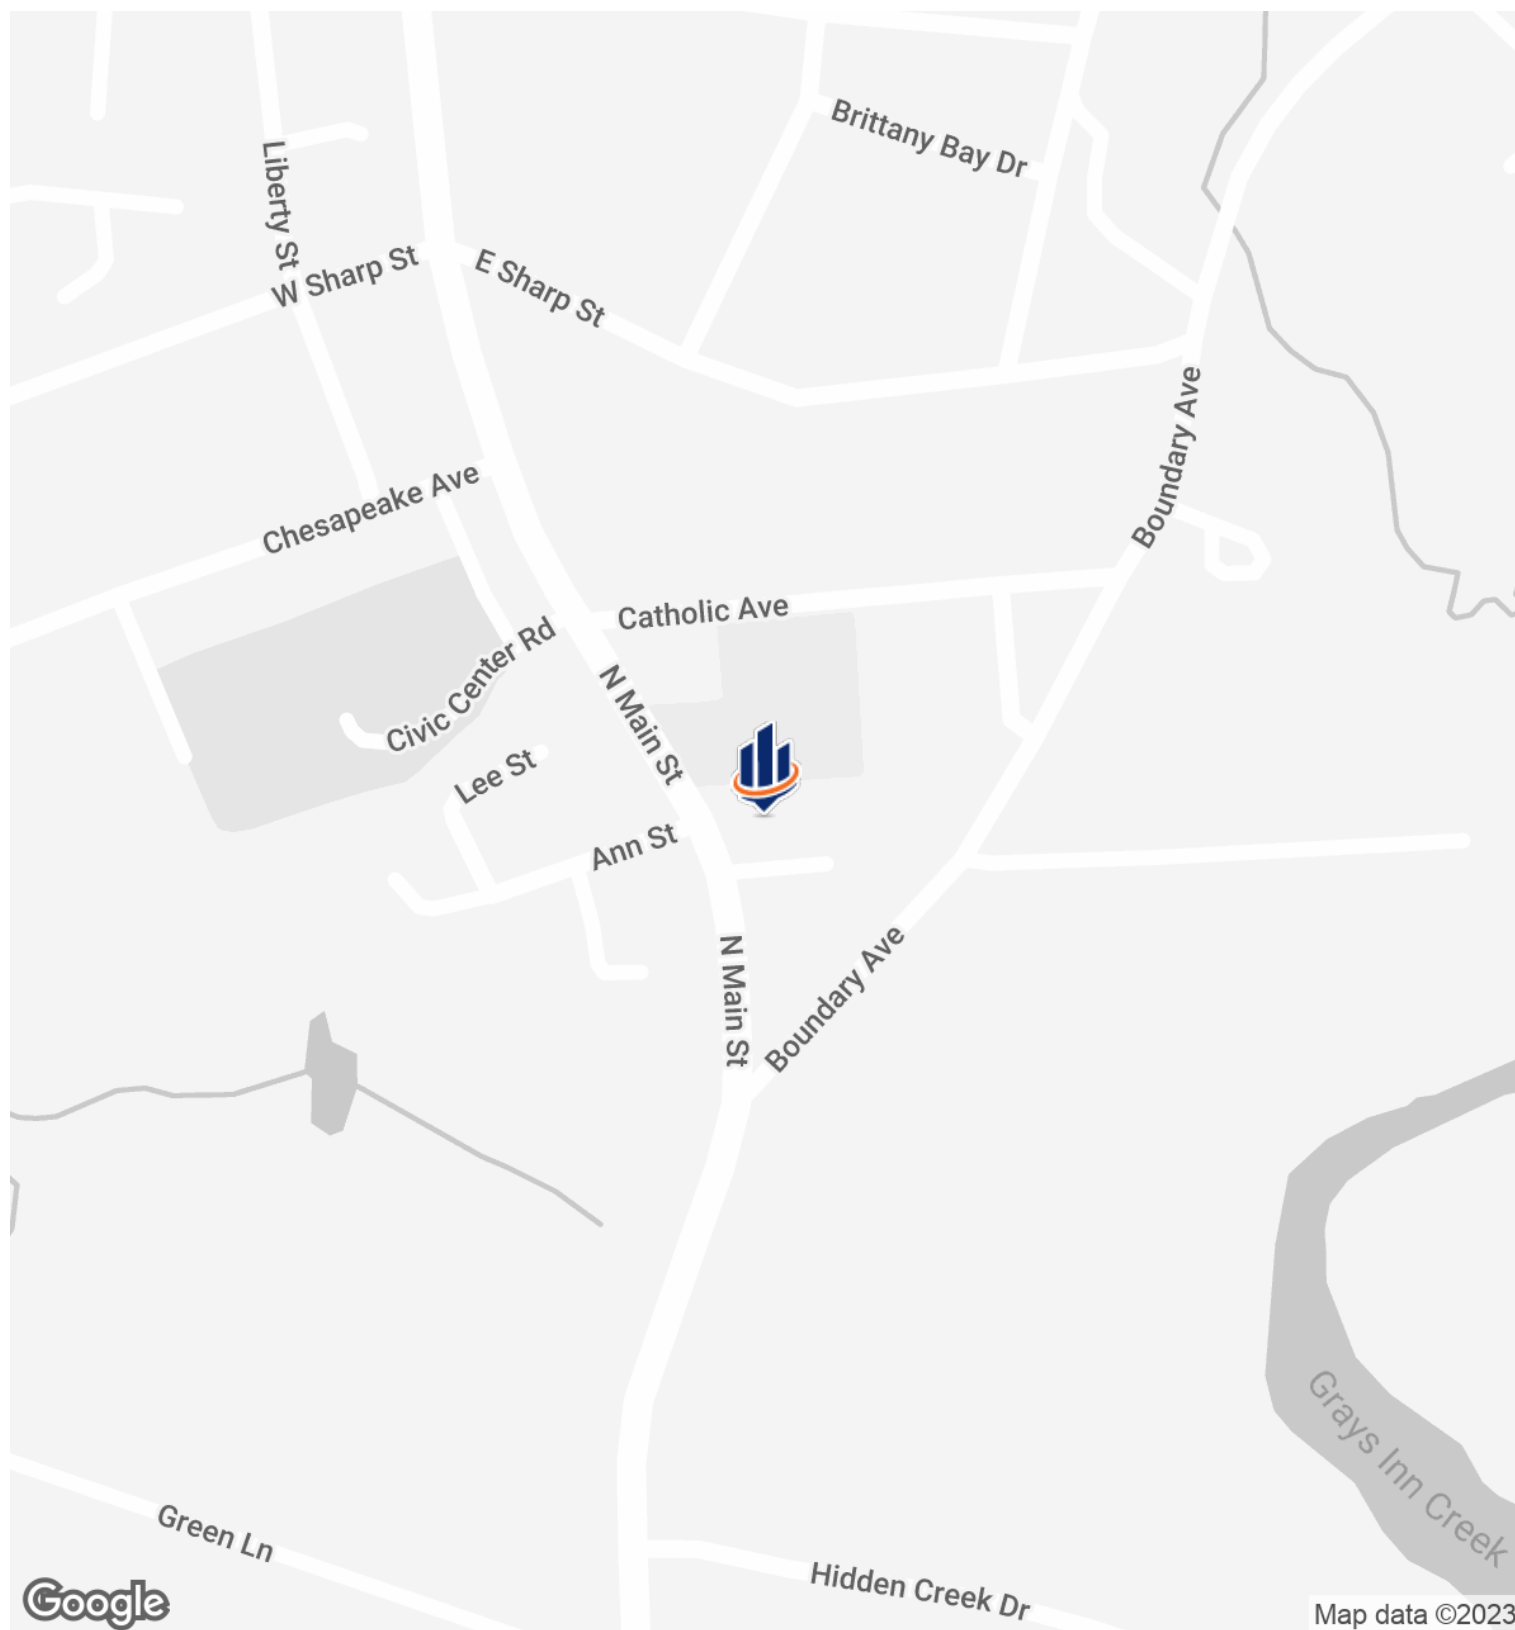 Brittany Bay Dr
Liberty St
W Sharp St
E Sharp St
Boundary Ave
Chesapeake Ave
Catholic Ave
Civic Center Rd
N Main St
Lee St
Ann St
N Main St
Boundary Ave
Grays Inn Creek
Green Ln
Hidden Creek Dr
Google
Map data ©2023